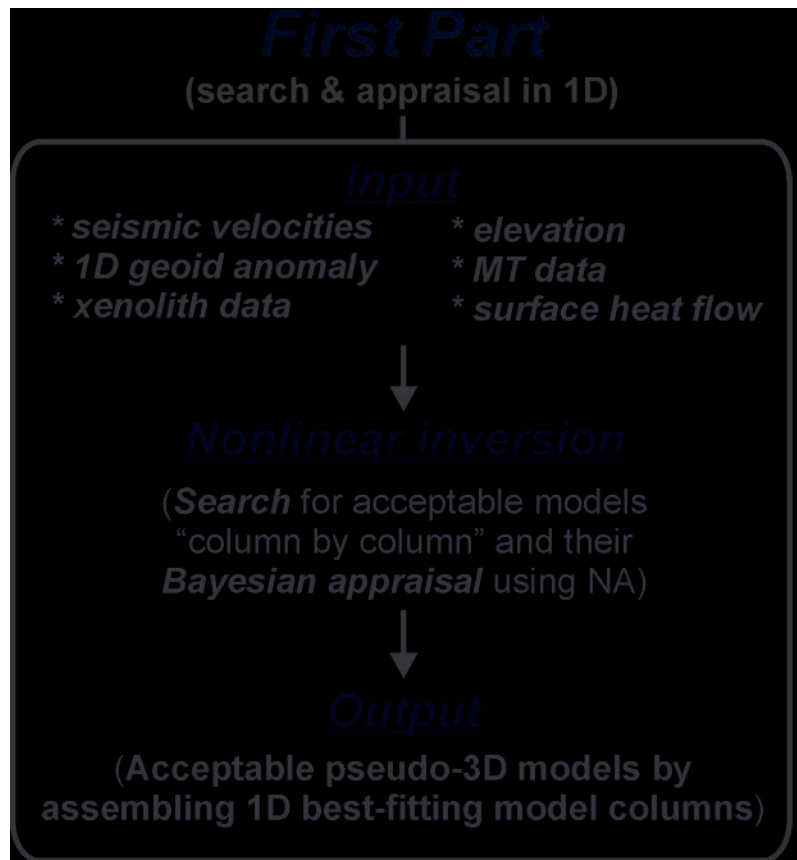 First Part
(search & appraisal in 1D)
Input
* seismic velocities
* 1D geoid anomaly
* xenolith data
* elevation
* MT data
* surface heat flow
Nonlinear inversion
(Search for acceptable models
“column by column” and their
Bayesian appraisal using NA)
Output
(Acceptable pseudo-3D models by
assembling 1D best-fitting model columns)